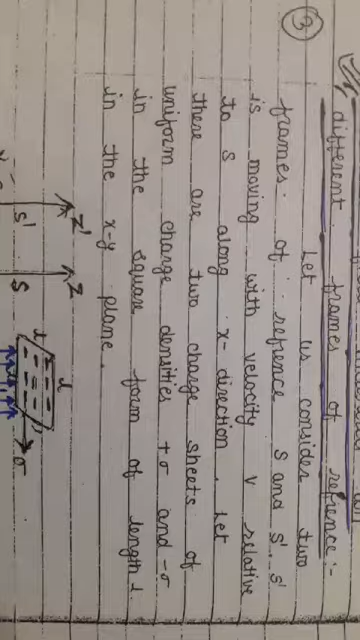 different frames of refrence :-
③ Let us consider two
frames of refrence S and S'. S'
is moving with velocity v relative
to S along x-direction. Let
there are two charge sheets of
uniform charge densities +σ and -σ
in the square form of length l
in the x-y plane.
Z' Z
S' S
l l
-σ